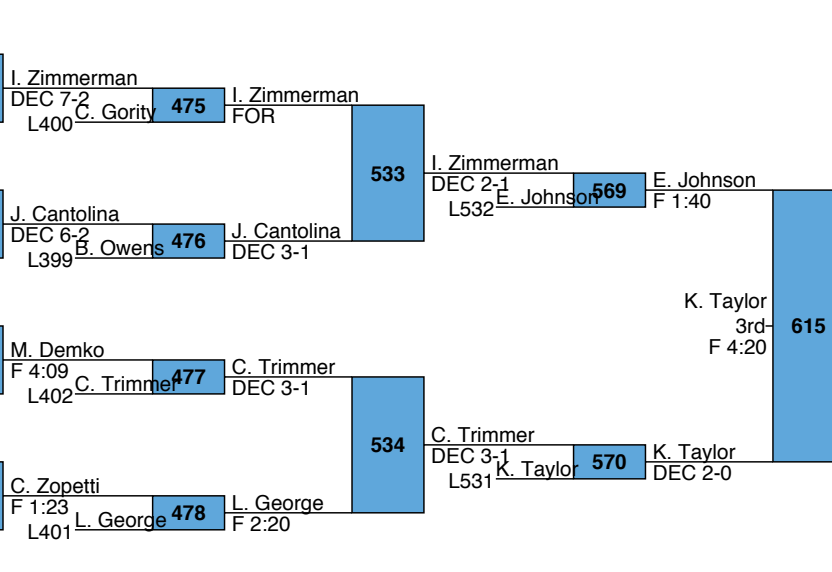 I. Zimmerman
DEC 7-2
C. Gority
L400
475
I. Zimmerman
FOR
533
I. Zimmerman
DEC 2-1
E. Johnson
L532
569
E. Johnson
F 1:40
J. Cantolina
DEC 6-2
B. Owens
L399
476
J. Cantolina
DEC 3-1
K. Taylor
3rd
F 4:20
615
M. Demko
F 4:09
C. Trimmer
L402
477
C. Trimmer
DEC 3-1
534
C. Trimmer
DEC 3-1
K. Taylor
L531
570
K. Taylor
DEC 2-0
C. Zopetti
F 1:23
L. George
L401
478
L. George
F 2:20